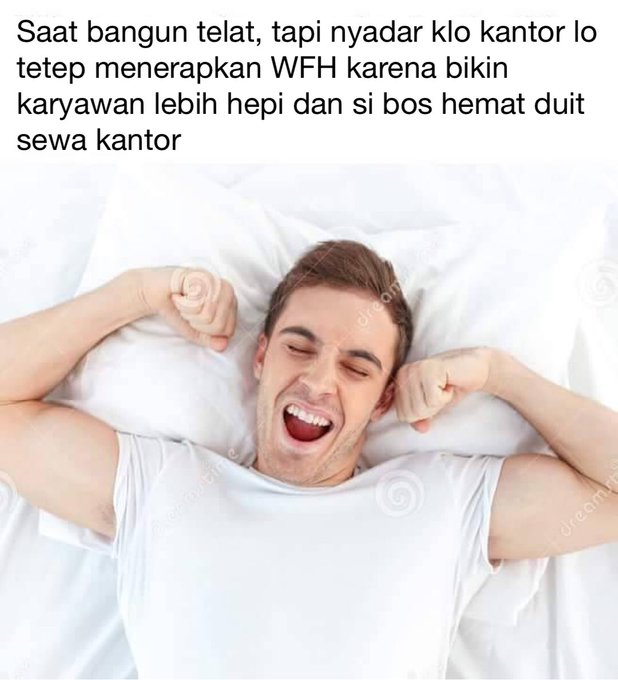 Saat bangun telat, tapi nyadar klo kantor lo
tetep menerapkan WFH karena bikin
karyawan lebih hepi dan si bos hemat duit
sewa kantor